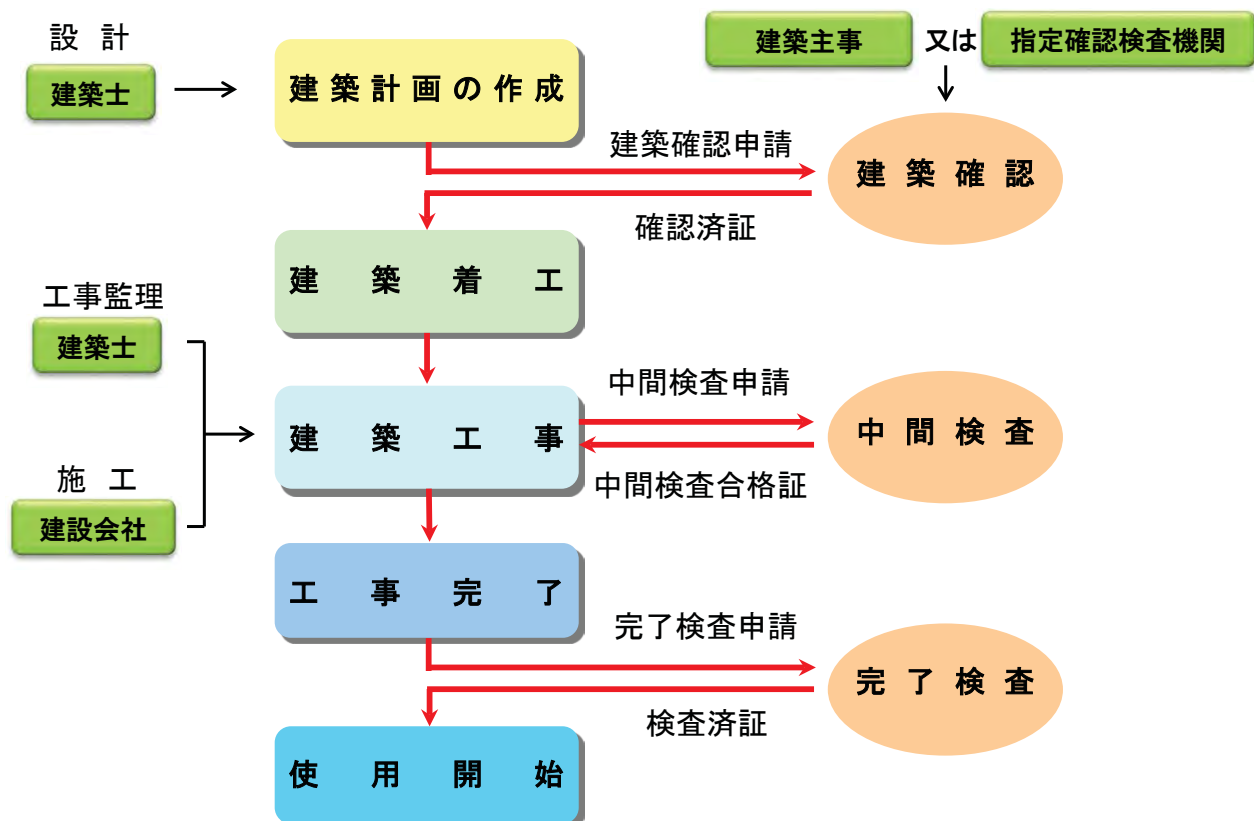 設 計
建築士
建築計画の作成
建築主事 又は 指定確認検査機関
建築確認申請
建築確認
確認済証
建築着工
工事監理
建築士
建築工事
中間検査申請
中間検査
中間検査合格証
施 工
建設会社
工事完了
完了検査申請
完了検査
検査済証
使用開始